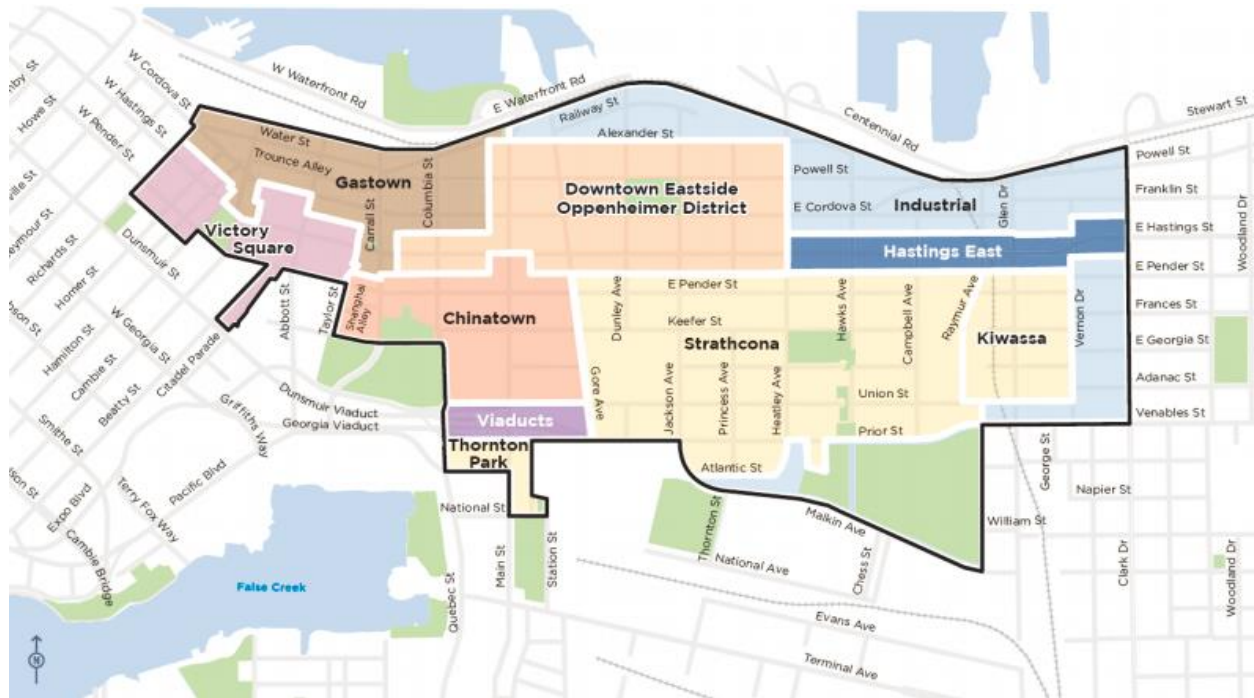 W Cordova St
W Hastings St
W Pender St
Howe St
W Waterfront Rd
E Waterfront Rd
Railway St
Alexander St
Centennial Rd
Stewart St
Water St
Trounce Alley
Gastown
Columbia St
Carrall St
Downtown Eastside
Oppenheimer District
Powell St
E Cordova St
Industrial
Glen Dr
Powell St
Franklin St
E Hastings St
E Pender St
Frances St
E Georgia St
Adanac St
Venables St
Woodland Dr
Victory
Square
Hastings East
Richards St
Homer St
Dunsmuir St
Hamilton St
Cambie St
Beatty St
W Georgia St
Citadel Parade
Abbott St
Taylor St
Shanghai
Alley
Chinatown
Dunley Ave
E Pender St
Keefer St
Strathcona
Hawks Ave
Campbell Ave
Raymur Ave
Kiwassa
Vernon Dr
Gore Ave
Jackson Ave
Princess Ave
Heatley Ave
Union St
Prior St
Dunsmuir Viaduct
Georgia Viaduct
Viaducts
Thornton
Park
Atlantic St
Smithe St
Griffiths Way
Expo Blvd
Terry Fox Way
Pacific Blvd
Cambie Bridge
National St
Main St
Station St
Quebec St
False Creek
Thornton St
National Ave
Malkin Ave
Chess St
Evans Ave
Terminal Ave
George St
Napier St
William St
Clark Dr
Woodland Dr
N